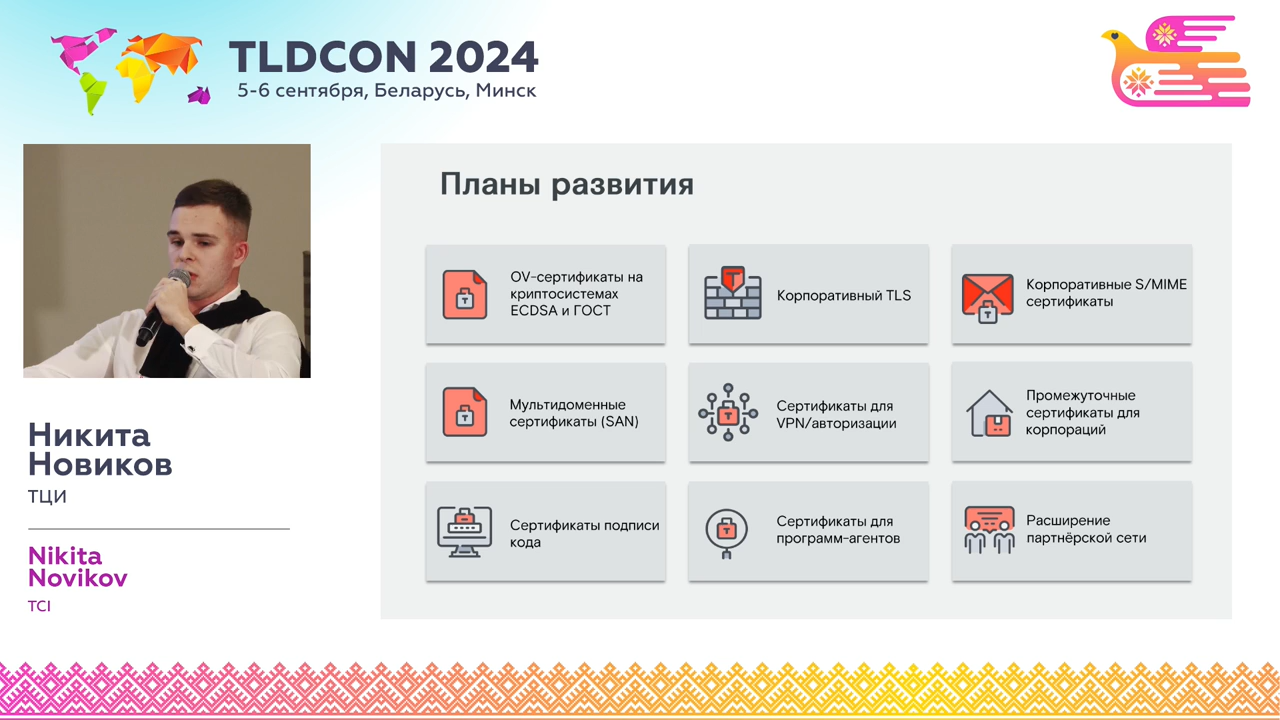 TLDCON 2024
5-6 сентября, Беларусь, Минск
Никита
Новиков
ТЦИ
Nikita
Novikov
TCI
Планы развития
OV-сертификаты на
криптосистемах
ECDSA и ГОСТ
Корпоративный TLS
Корпоративные S/MIME
сертификаты
Мультидоменные
сертификаты (SAN)
Сертификаты для
VPN/авторизации
Промежуточные
сертификаты для
корпораций
Сертификаты подписи
кода
Сертификаты для
программ-агентов
Расширение
партнёрской сети